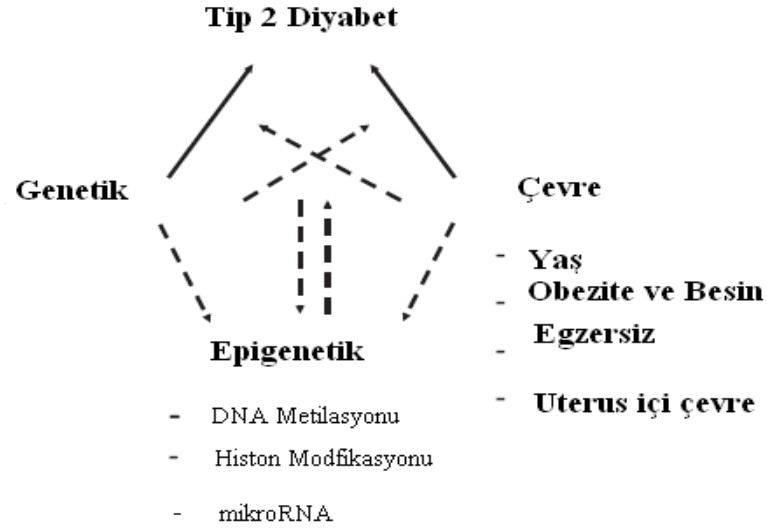 Tip 2 Diyabet
Genetik
Çevre
- Yaş
- Obezite ve Besin
- Egzersiz
- Uterus içi çevre
Epigenetik
- DNA Metilasyonu
- Histon Modfikasyonu
- mikroRNA